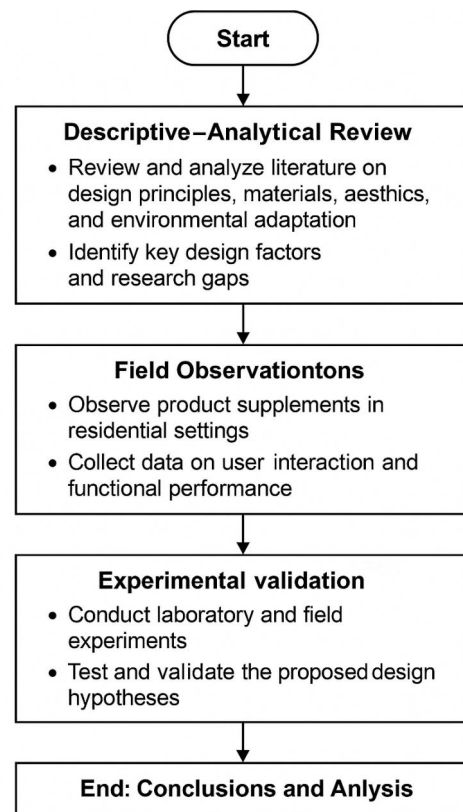 Start
Descriptive–Analytical Review
• Review and analyze literature on
design principles, materials, aesthics,
and environmental adaptation
• Identify key design factors
and research gaps
Field Observationtons
• Observe product supplements in
residential settings
• Collect data on user interaction and
functional performance
Experimental validation
• Conduct laboratory and field
experiments
• Test and validate the proposed design
hypotheses
End: Conclusions and Anlysis